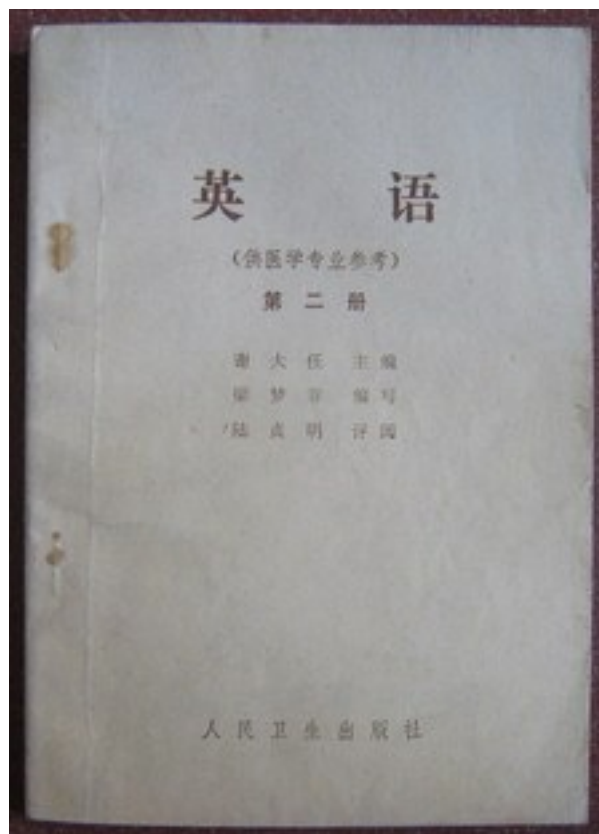 英 语
(供医学专业参考)
第 二 册
谢 大 任 主 编
梁 梦 非 编 写
陆 贞 明 评 阅
人民卫生出版社